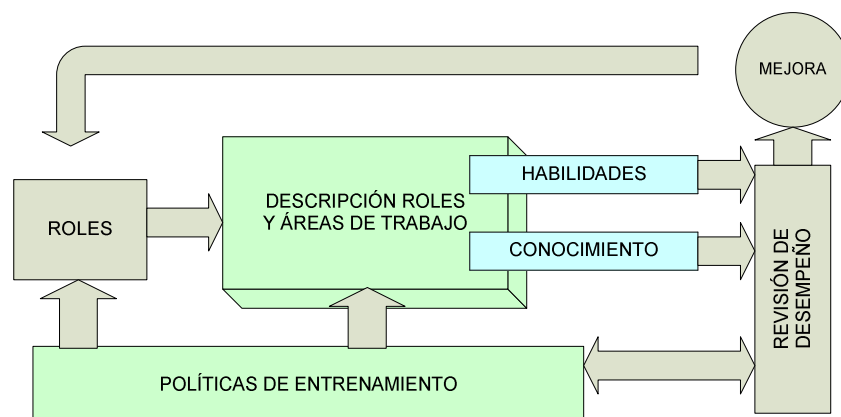 MEJORA
HABILIDADES
DESCRIPCIÓN ROLES
Y ÁREAS DE TRABAJO
ROLES
CONOCIMIENTO
REVISIÓN DE
DESEMPEÑO
POLÍTICAS DE ENTRENAMIENTO